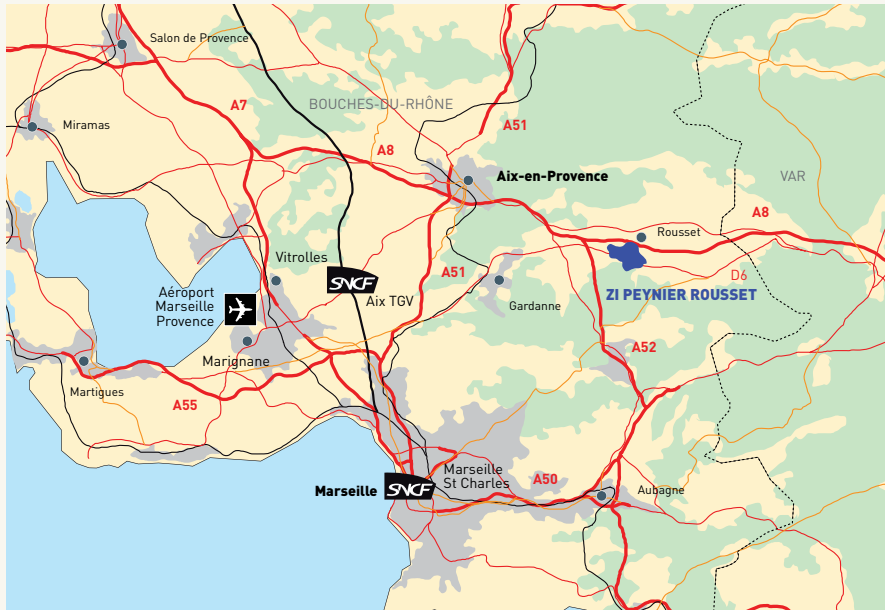 Salon de Provence
A7
BOUCHES-DU-RHÔNE
Miramas
A51
A8
Aix-en-Provence
VAR
A8
Rousset
Vitrolles
SNCF
A51
D6
Aix TGV
Gardanne
ZI PEYNIER ROUSSET
Aéroport
Marseille
Provence
Marignane
A52
Martigues
A55
Marseille
St Charles
A50
Marseille
SNCF
Aubagne